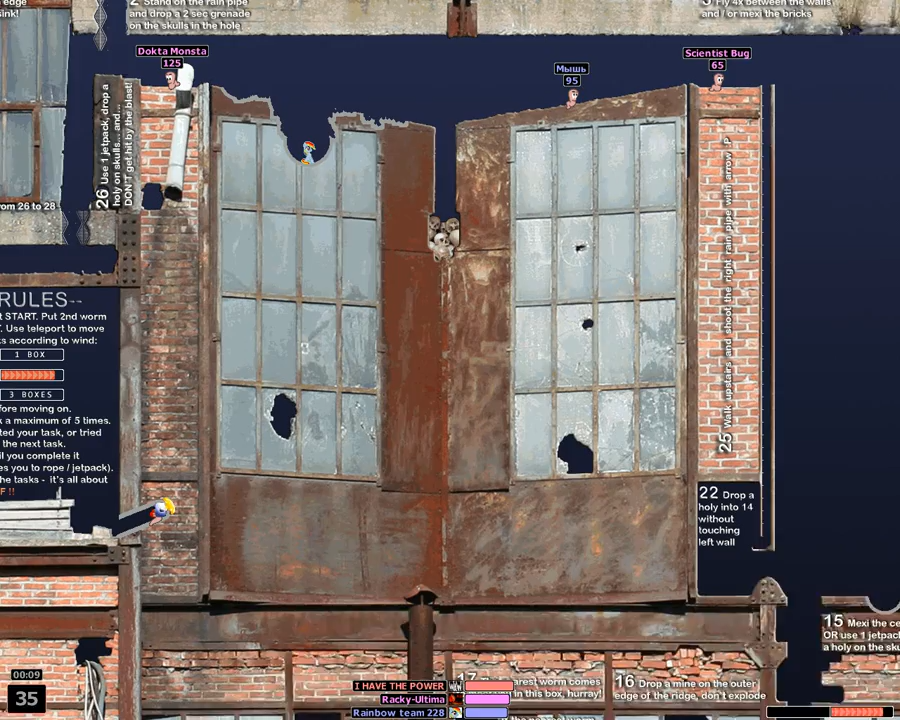 edge
sink!
2 Stand on the rain pipe
and drop a 2 sec grenade
on the skulls in the hole
3 Fly 4x between the walls
and / or mexi the bricks
Dokta Monsta
125
Мышь
95
Scientist Bug
65
26 Use 1 jetpack, drop a
holy on skulls... and...
DON'T get hit by the blast!
from 26 to 28
RULES--
t START. Put 2nd worm
. Use teleport to move
s according to wind:
1 BOX
3 BOXES
fore moving on.
k a maximum of 5 times.
ted your task, or tried
the next task.
il you complete it
es you to rope / jetpack).
the tasks - it's all about
F !!
25 Walk upstairs and shoot the right rain pipe with arrow :P
22 Drop a
holy into 14
without
touching
left wall
15 Mexi the ce
OR use 1 jetpack
a holy on the sku
arest worm comes
in this box, hurray!
16 Drop a mine on the outer
edge of the ridge, don't explode
00:09
35
I HAVE THE POWER
Racky-Ultima
Rainbow team 228